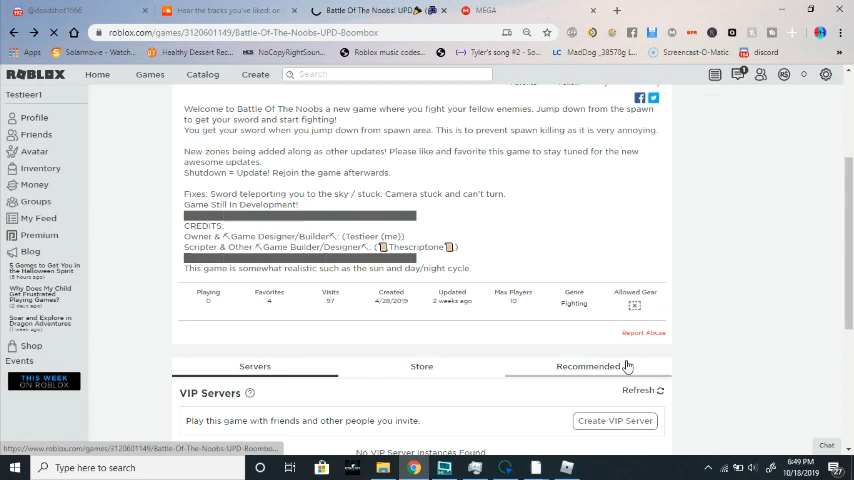 @deadshot1966
Hear the tracks you've liked: on
Battle Of The Noobs! UPD
MEGA
roblox.com/games/3120601149/Battle-Of-The-Noobs-UPD-Boombox
Apps
Solarmovie - Watch...
Healthy Dessert Rec...
NoCopyRightSoun...
Roblox music codes...
(Tyler's song #2 - So...
MadDog_38570g L...
Screencast-O-Matic
discord
ROBLOX
Home
Games
Catalog
Create
Search
1
0
Testieer1
Profile
Friends
Avatar
Inventory
Money
Groups
My Feed
Premium
Blog
5 Games to Get You in
the Halloween Spirit
(8 hours ago)
Why Does My Child
Get Frustrated
Playing Games?
(2 days ago)
Soar and Explore in
Dragon Adventures
Shop
Events
THIS WEEK
ON ROBLOX
Welcome to Battle Of The Noobs a new game where you fight your fellow enemies. Jump down from the spawn
to get your sword and start fighting!
You get your sword when you jump down from spawn area. This is to prevent spawn killing as it is very annoying.
New zones being added along as other updates! Please like and favorite this game to stay tuned for the new
awesome updates.
Shutdown = Update! Rejoin the game afterwards.
Fixes: Sword teleporting you to the sky / stuck. Camera stuck and can't turn.
Game Still In Development!
CREDITS:
Owner & ⛏Game Designer/Builder⛏: (Testieer (me))
Scripter & Other ⛏Game Builder/Designer⛏: (📜Thescriptone📜)
This game is somewhat realistic such as the sun and day/night cycle.
Playing Favorites Visits Created Updated Max Players Genre Allowed Gear
0 4 97 4/28/2019 2 weeks ago 10 Fighting
Report Abuse
Servers Store Recommended
VIP Servers
Refresh
Play this game with friends and other people you invite.
Create VIP Server
No VIP Server Instances Found
Chat
https://www.roblox.com/games/3120601149/Battle-Of-The-Noobs-UPD-Boombo...
Type here to search
6:49 PM
10/18/2019
27